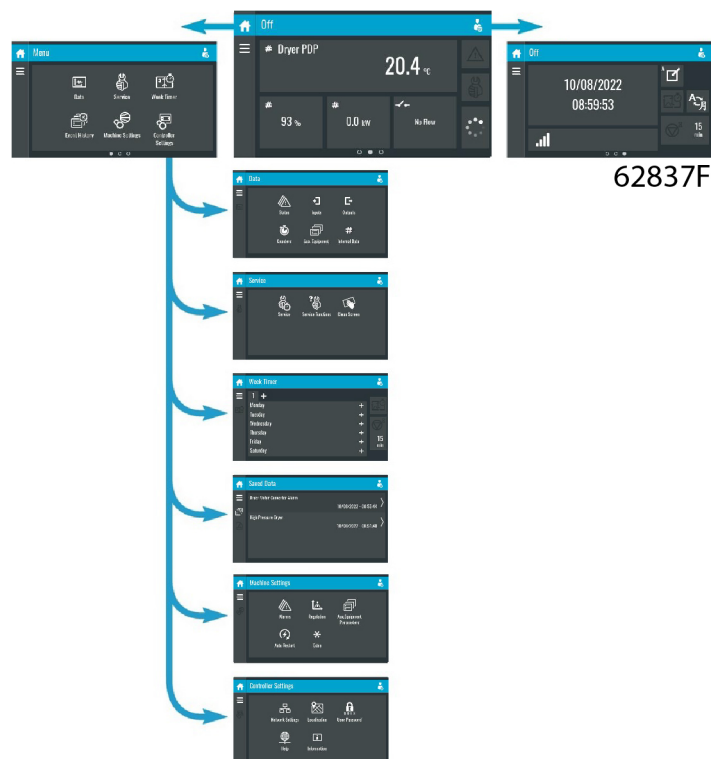 Menu
Data
Service
Week Timer
Event History
Machine Settings
Controller Settings
Off
# Dryer PDP
20.4 °C
#
93 %
#
0.0 kW
No Flow
Off
10/08/2022
08:59:53
15
min
62837F
Data
Status
Inputs
Outputs
Counters
Aux. Equipment
#
Internal Data
Service
Service
Service Functions
Clean Screen
Week Timer
1 +
Monday +
Tuesday +
Wednesday +
Thursday +
Friday +
Saturday +
15
min
Saved Data
High Pressure Dryer
Machine Settings
Alarms
Regulation
Aux. Equipment
Parameters
Auto Restart
Controller Settings
Network Settings
Localisation
User Password
Help
Information